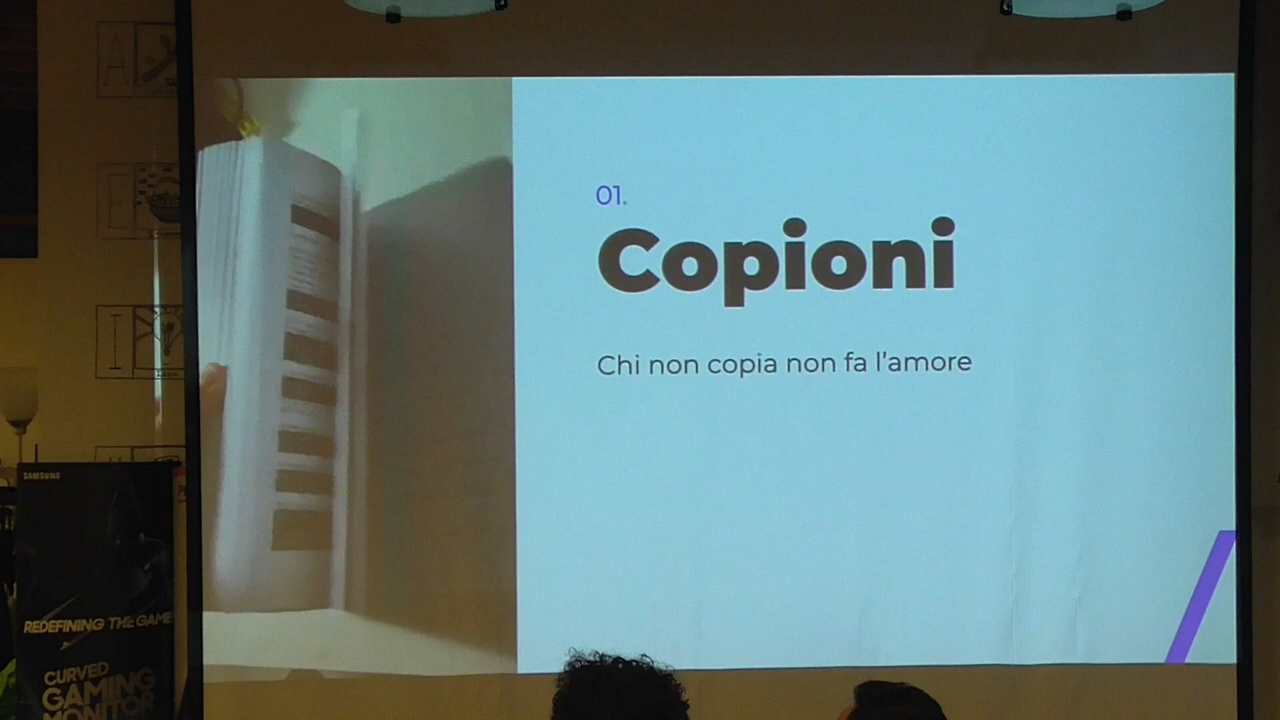 01.
Copioni
Chi non copia non fa l'amore
SAMSUNG
REDEFINING THE GAME
CURVED
GAMING
MONITOR